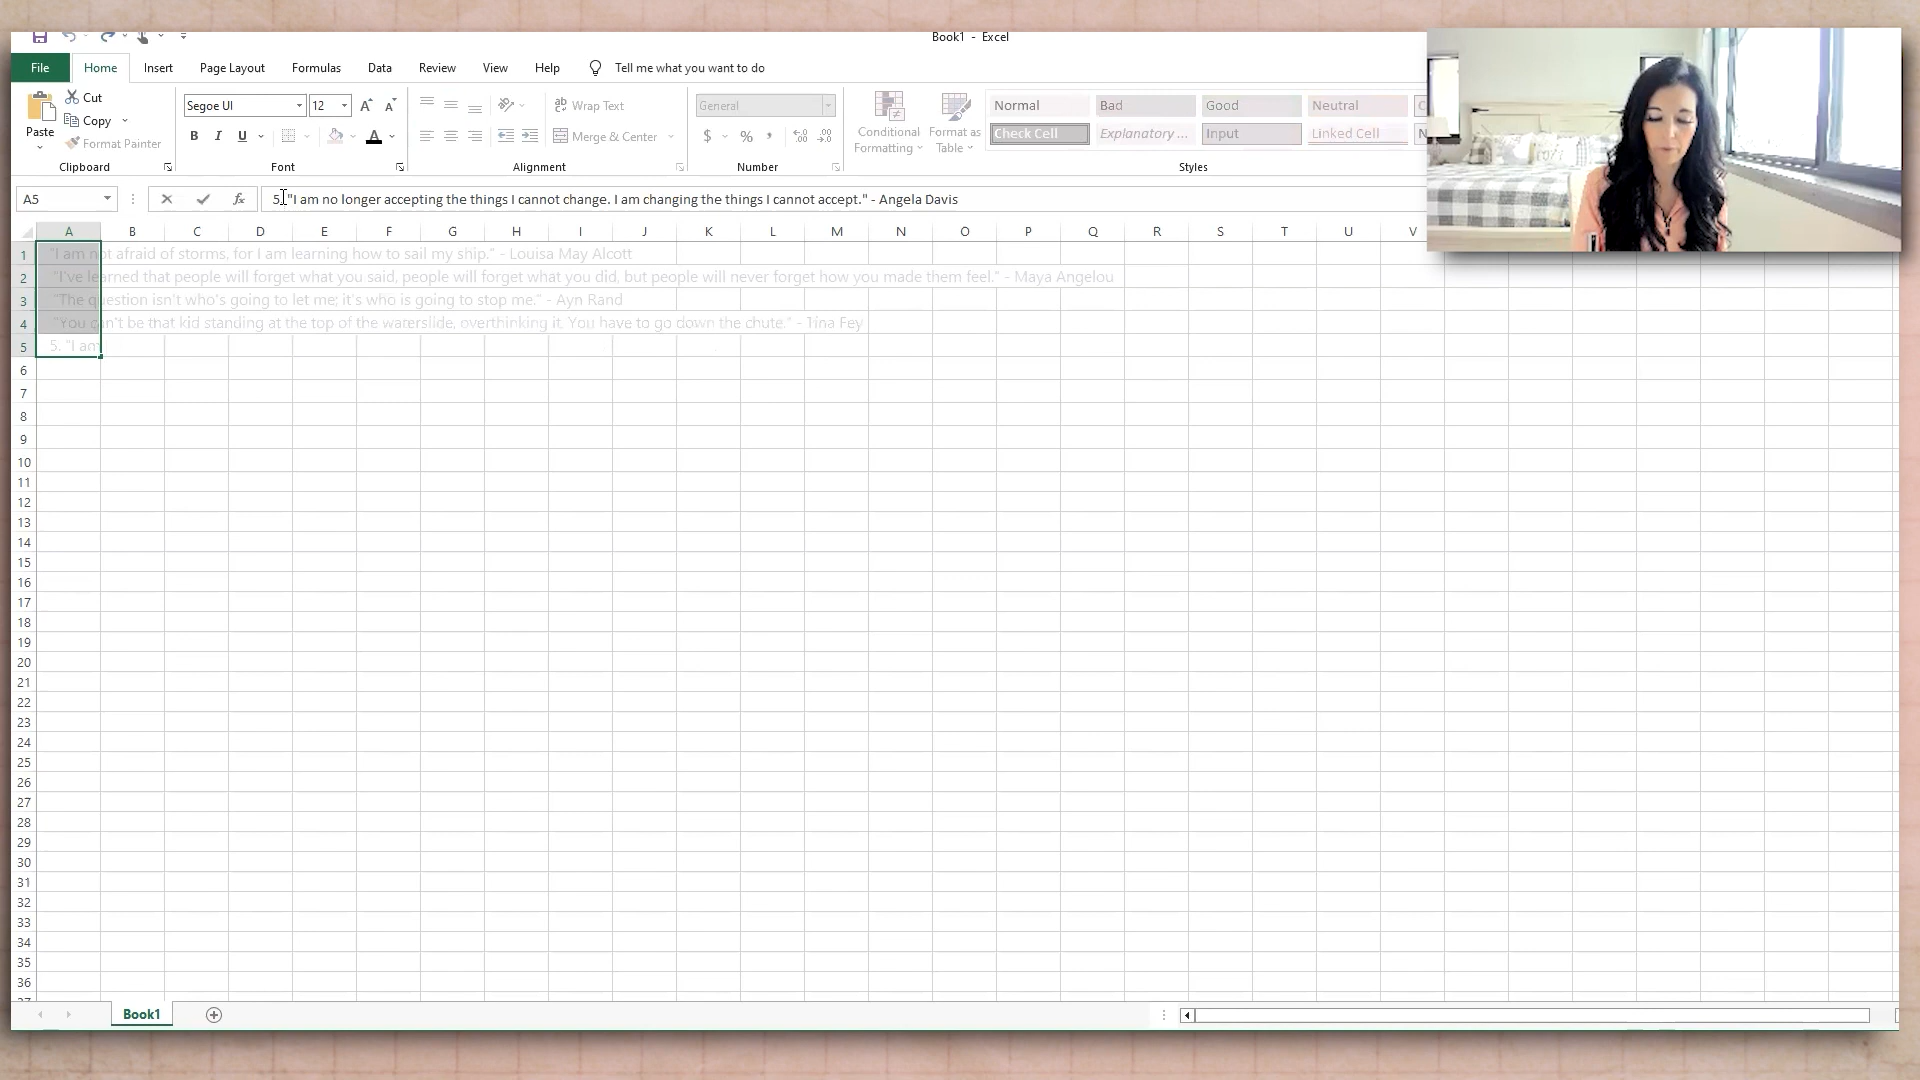 Book1 - Excel
File Home Insert Page Layout Formulas Data Review View Help Tell me what you want to do
Paste
Cut
Copy
Format Painter
Clipboard
Segoe UI 12
B I U
Font
Wrap Text
Merge & Center
Alignment
General
$ % ,
Number
Conditional Formatting
Format as Table
Normal Bad Good Neutral
Check Cell Explanatory ... Input Linked Cell
Styles
A5
fx
5. "I am no longer accepting the things I cannot change. I am changing the things I cannot accept." - Angela Davis
A B C D E F G H I J K L M N O P Q R S T U V
1 "I am not afraid of storms, for I am learning how to sail my ship." - Louisa May Alcott
2 "I've learned that people will forget what you said, people will forget what you did, but people will never forget how you made them feel." - Maya Angelou
3 "The question isn't who's going to let me; it's who is going to stop me." - Ayn Rand
4 "You can't be that kid standing at the top of the waterslide, overthinking it. You have to go down the chute." - Tina Fey
5 5. "I am
6
7
8
9
10
11
12
13
14
15
16
17
18
19
20
21
22
23
24
25
26
27
28
29
30
31
32
33
34
35
36
Book1